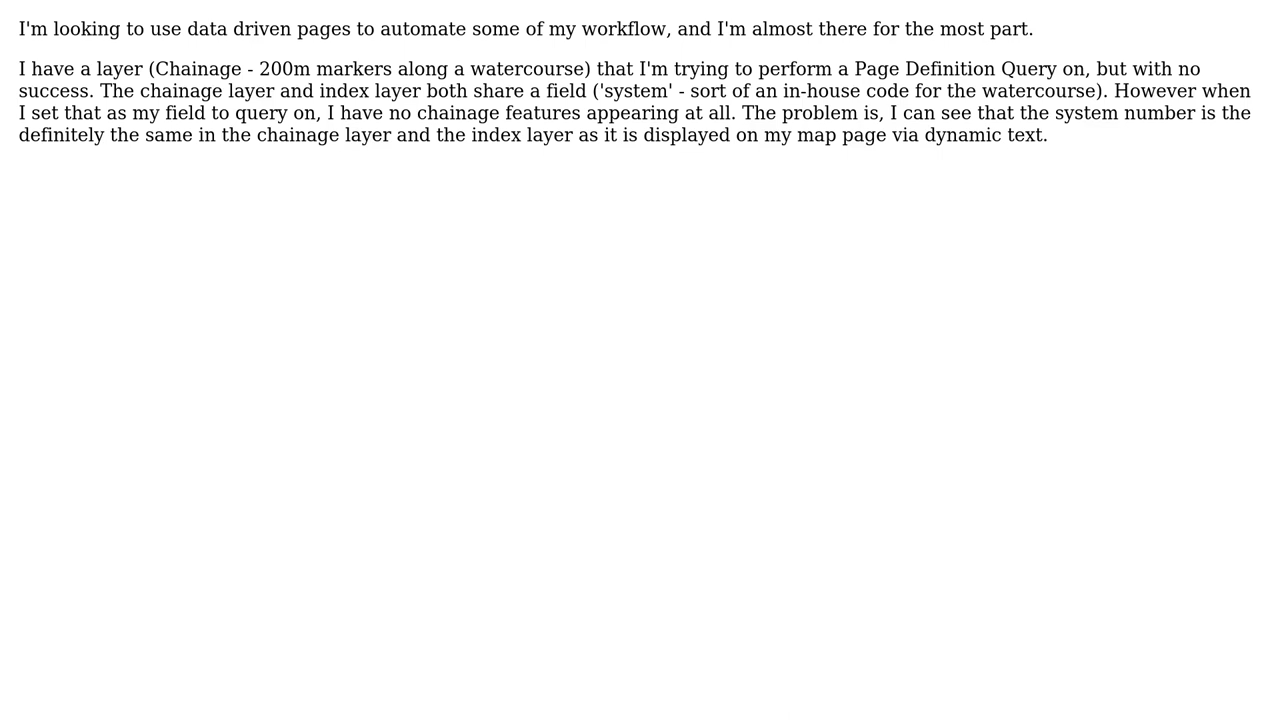 I'm looking to use data driven pages to automate some of my workflow, and I'm almost there for the most part.
I have a layer (Chainage - 200m markers along a watercourse) that I'm trying to perform a Page Definition Query on, but with no
success. The chainage layer and index layer both share a field ('system' - sort of an in-house code for the watercourse). However when
I set that as my field to query on, I have no chainage features appearing at all. The problem is, I can see that the system number is the
definitely the same in the chainage layer and the index layer as it is displayed on my map page via dynamic text.